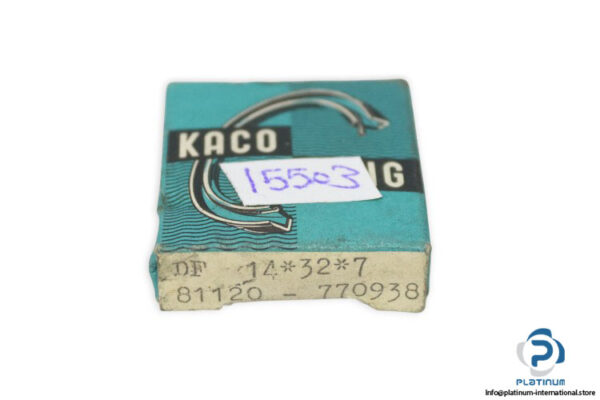 KACO
NG
15503
DF 14*32*7
81120 - 770938
PLATINUM
info@platinum-international.store